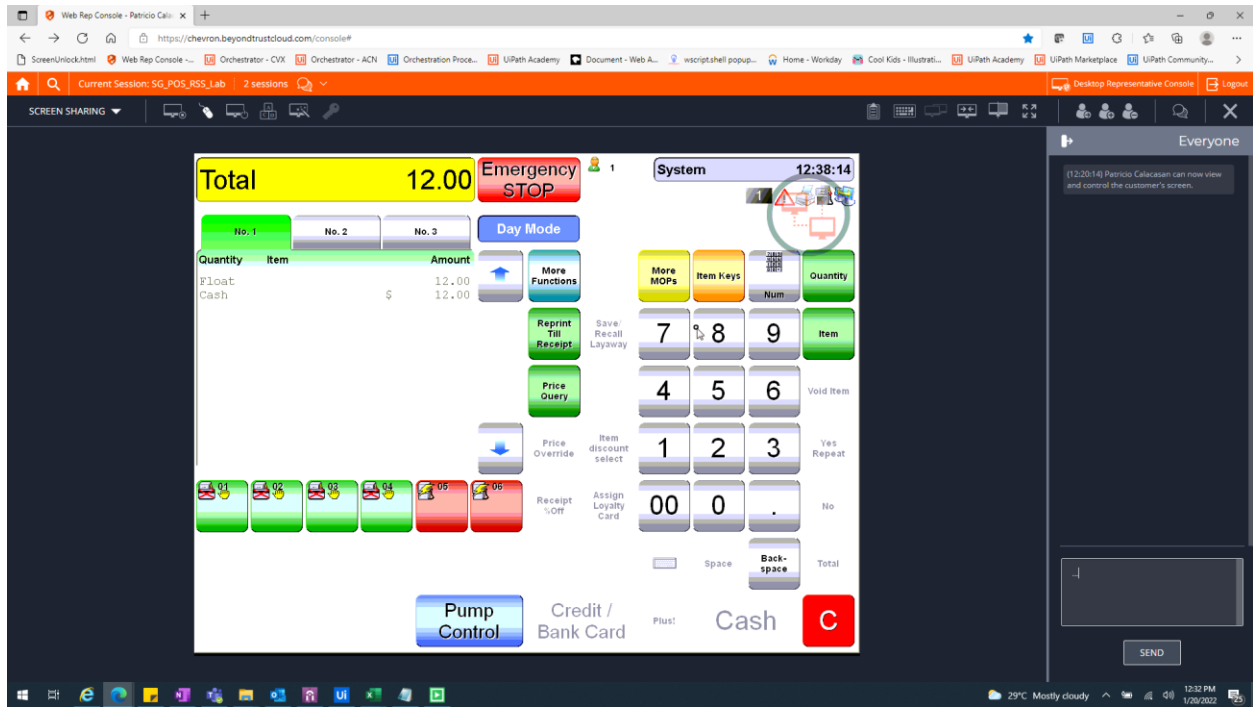 Web Rep Console - Patricio Cala
https://chevron.beyondtrustcloud.com/console#
ScreenUnlock.html
Web Rep Console -...
Orchestrator - CVX
Orchestrator - ACN
Orchestration Proce...
UiPath Academy
Document - Web A...
wscript.shell popup...
Home - Workday
Cool Kids - Illustrati...
UiPath Academy
UiPath Marketplace
UiPath Community...
Current Session: SG_POS_RSS_Lab
2 sessions
Desktop Representative Console
Logout
SCREEN SHARING
Everyone
(12:20:14) Patricio Calacasan can now view
and control the customer's screen.
Total 12.00
Emergency
STOP
1
System 12:38:14
1
No. 1
No. 2
No. 3
Day Mode
Quantity Item Amount
Float 12.00
Cash $ 12.00
More
Functions
More
MOPs
Item Keys
Num
Quantity
Reprint
Till
Receipt
Save/
Recall
Layaway
7
8
9
Item
Price
Query
4
5
6
Void Item
Price
Override
Item
discount
select
1
2
3
Yes
Repeat
01
02
03
04
05
06
Receipt
%Off
Assign
Loyalty
Card
00
0
.
No
Space
Back-
space
Total
Pump
Control
Credit /
Bank Card
Plus!
Cash
C
SEND
29°C Mostly cloudy
12:32 PM
1/20/2022